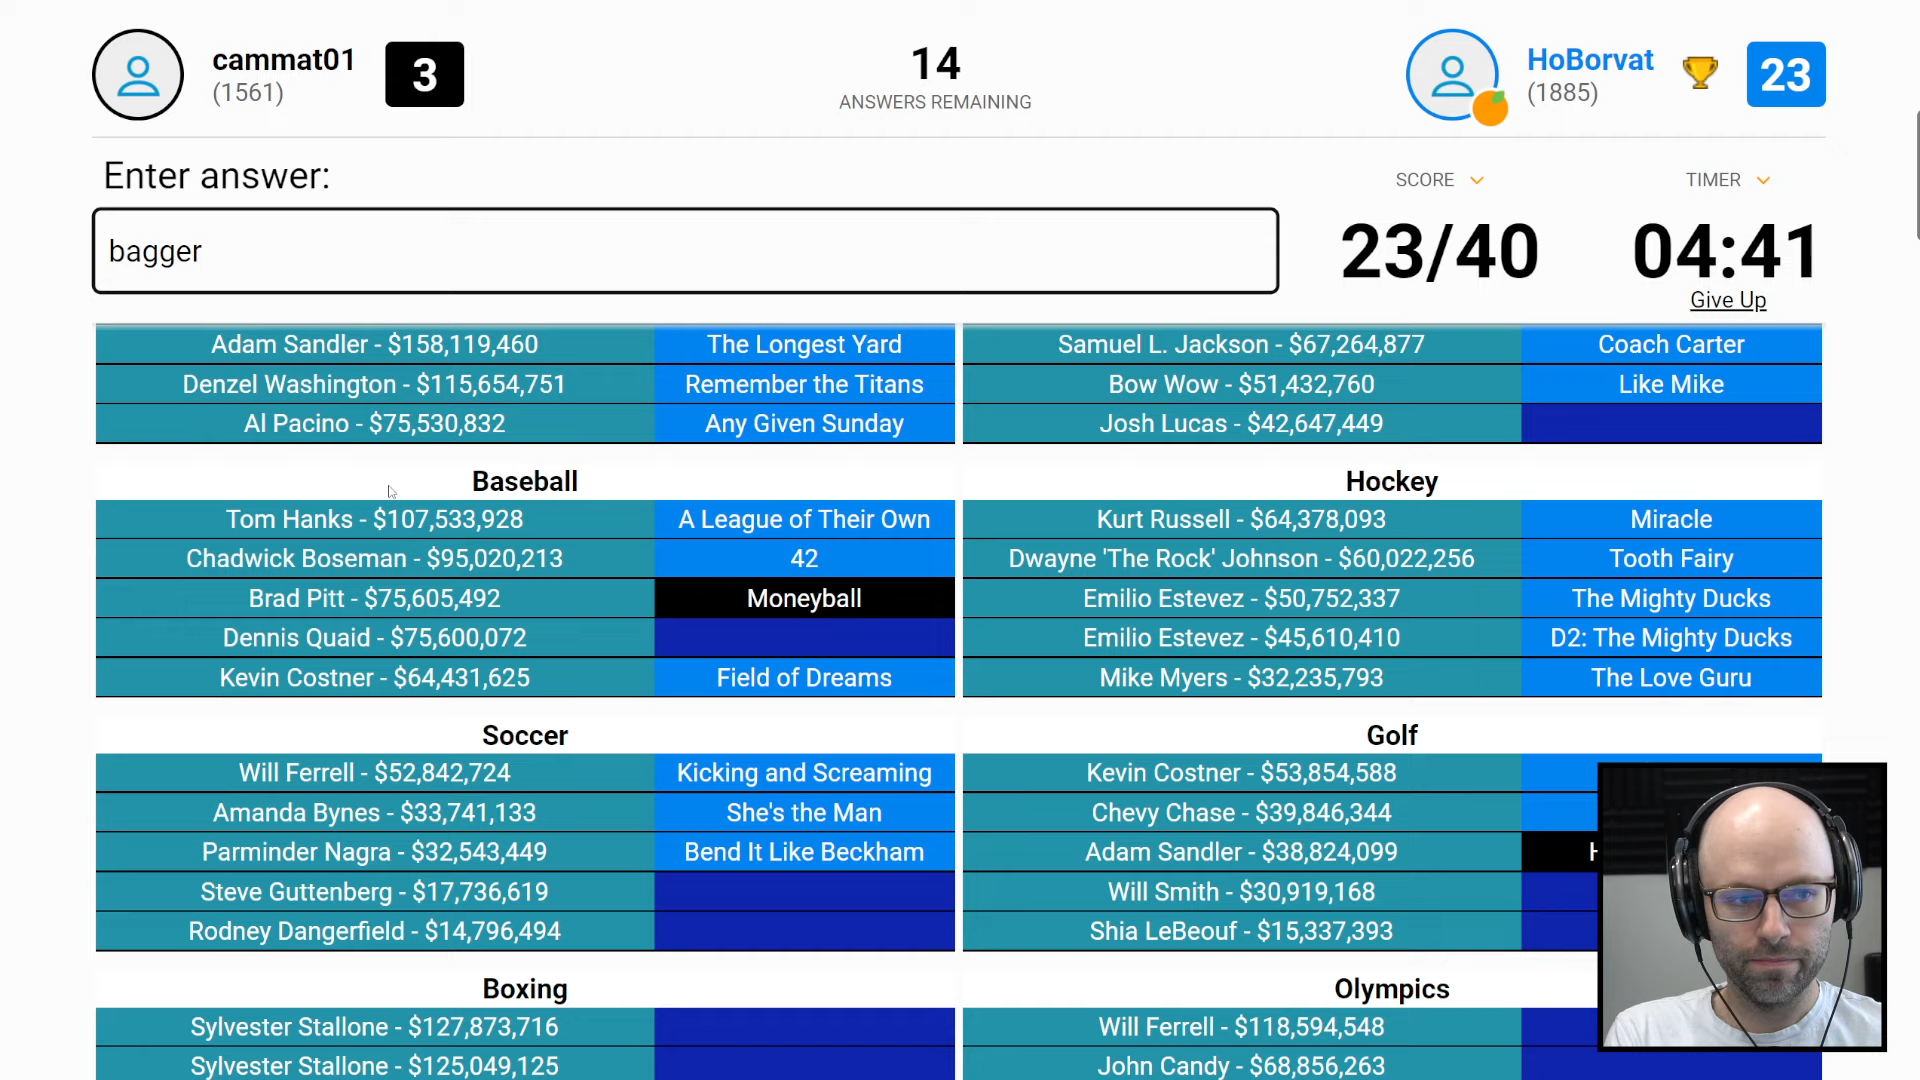 cammat01
(1561)
3
14
ANSWERS REMAINING
HoBorvat
(1885)
23
Enter answer:
bagger
SCORE
TIMER
23/40
04:41
Give Up
Adam Sandler - $158,119,460 The Longest Yard
Denzel Washington - $115,654,751 Remember the Titans
Al Pacino - $75,530,832 Any Given Sunday
Samuel L. Jackson - $67,264,877 Coach Carter
Bow Wow - $51,432,760 Like Mike
Josh Lucas - $42,647,449
Baseball
Tom Hanks - $107,533,928 A League of Their Own
Chadwick Boseman - $95,020,213 42
Brad Pitt - $75,605,492 Moneyball
Dennis Quaid - $75,600,072
Kevin Costner - $64,431,625 Field of Dreams
Hockey
Kurt Russell - $64,378,093 Miracle
Dwayne 'The Rock' Johnson - $60,022,256 Tooth Fairy
Emilio Estevez - $50,752,337 The Mighty Ducks
Emilio Estevez - $45,610,410 D2: The Mighty Ducks
Mike Myers - $32,235,793 The Love Guru
Soccer
Will Ferrell - $52,842,724 Kicking and Screaming
Amanda Bynes - $33,741,133 She's the Man
Parminder Nagra - $32,543,449 Bend It Like Beckham
Steve Guttenberg - $17,736,619
Rodney Dangerfield - $14,796,494
Golf
Kevin Costner - $53,854,588
Chevy Chase - $39,846,344
Adam Sandler - $38,824,099
Will Smith - $30,919,168
Shia LeBeouf - $15,337,393
Boxing
Sylvester Stallone - $127,873,716
Sylvester Stallone - $125,049,125
Olympics
Will Ferrell - $118,594,548
John Candy - $68,856,263